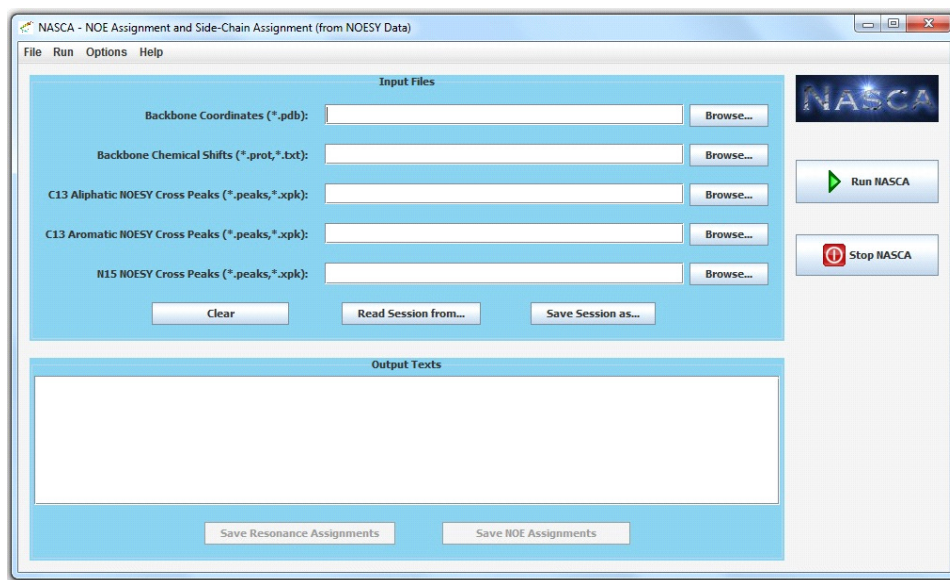 NASCA - NOE Assignment and Side-Chain Assignment (from NOESY Data)
File Run Options Help
Input Files
Backbone Coordinates (*.pdb): Browse...
Backbone Chemical Shifts (*.prot,*.txt): Browse...
C13 Aliphatic NOESY Cross Peaks (*.peaks,*.xpk): Browse...
C13 Aromatic NOESY Cross Peaks (*.peaks,*.xpk): Browse...
N15 NOESY Cross Peaks (*.peaks,*.xpk): Browse...
Clear Read Session from... Save Session as...
NASCA
Run NASCA
Stop NASCA
Output Texts
Save Resonance Assignments Save NOE Assignments